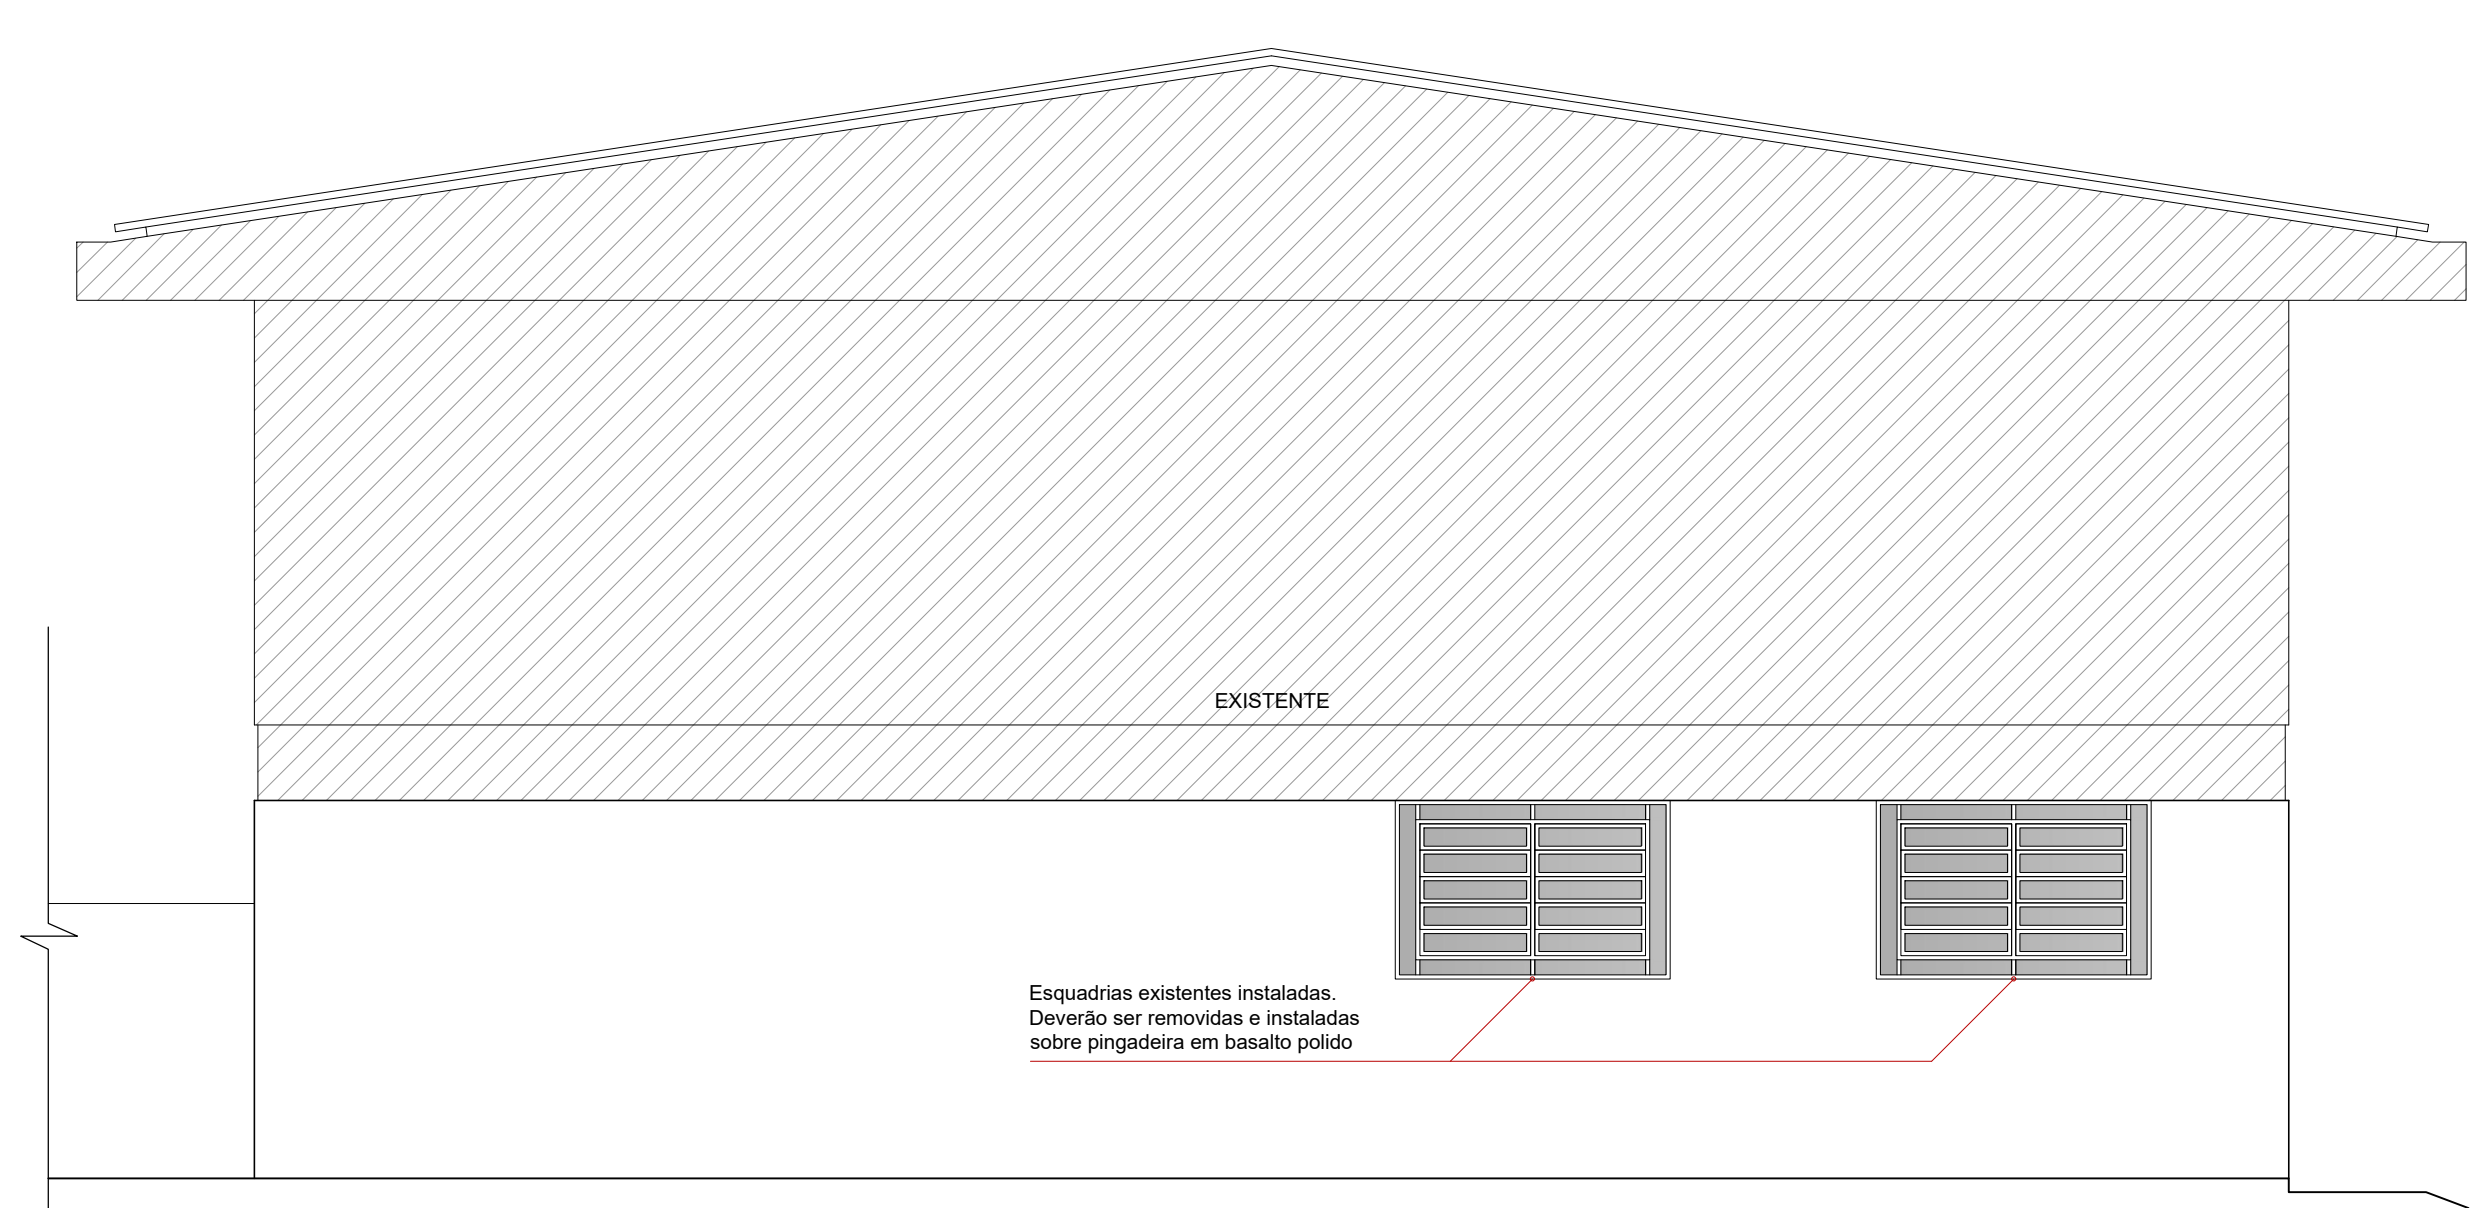 EXISTENTE
Esquadrias existentes instaladas.
Deverão ser removidas e instaladas
sobre pingadeira em basalto polido